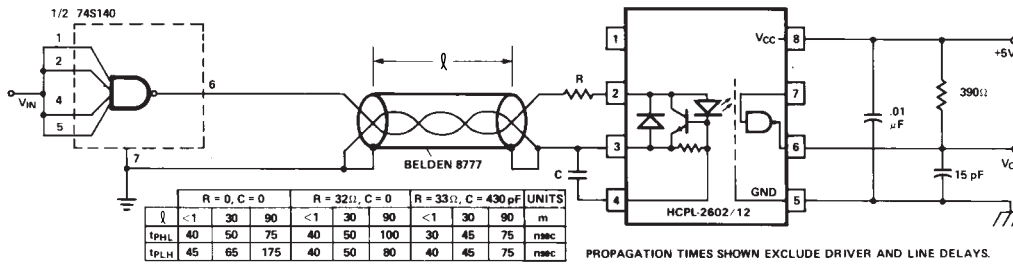 1/2 74S140
1
2
4
5
6
7
VIN
ℓ
BELDEN 8777
R
C
1
2
3
4
8
7
6
5
VCC
GND
HCPL-2602/12
.01
μF
390Ω
15 pF
+5V
R = 0, C = 0 R = 32Ω, C = 0 R = 33Ω, C = 430 pF UNITS
ℓ <1 30 90 <1 30 90 <1 30 90 m
tPHL 40 50 75 40 50 100 30 45 75 nsec
tPLH 45 65 175 40 50 80 40 45 75 nsec
PROPAGATION TIMES SHOWN EXCLUDE DRIVER AND LINE DELAYS.